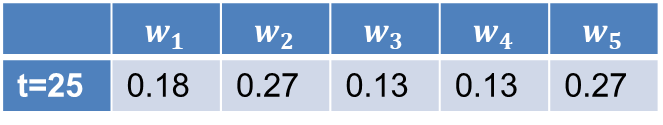 w₁ w₂ w₃ w₄ w₅
t=25 0.18 0.27 0.13 0.13 0.27